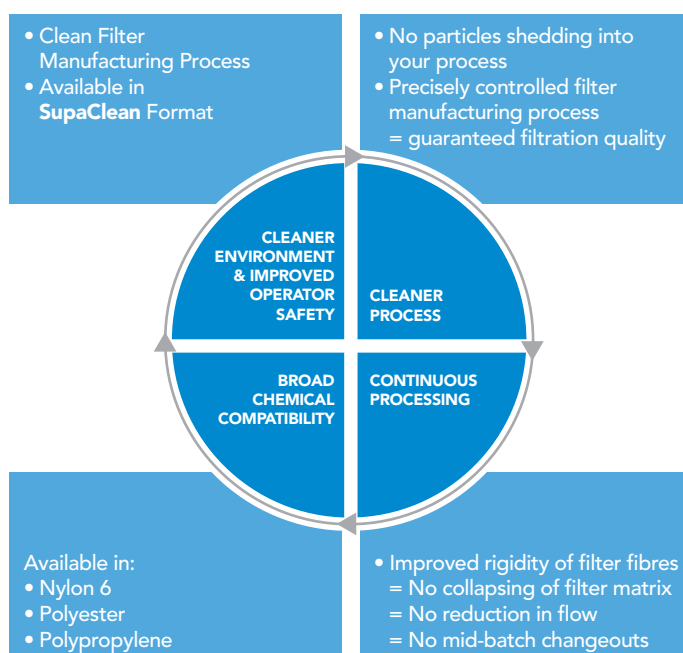 • Clean Filter
Manufacturing Process
• Available in
SupaClean Format
• No particles shedding into
your process
• Precisely controlled filter
manufacturing process
= guaranteed filtration quality
CLEANER
ENVIRONMENT
& IMPROVED
OPERATOR
SAFETY
CLEANER
PROCESS
BROAD
CHEMICAL
COMPATIBILITY
CONTINUOUS
PROCESSING
Available in:
• Nylon 6
• Polyester
• Polypropylene
• Improved rigidity of filter fibres
= No collapsing of filter matrix
= No reduction in flow
= No mid-batch changeouts